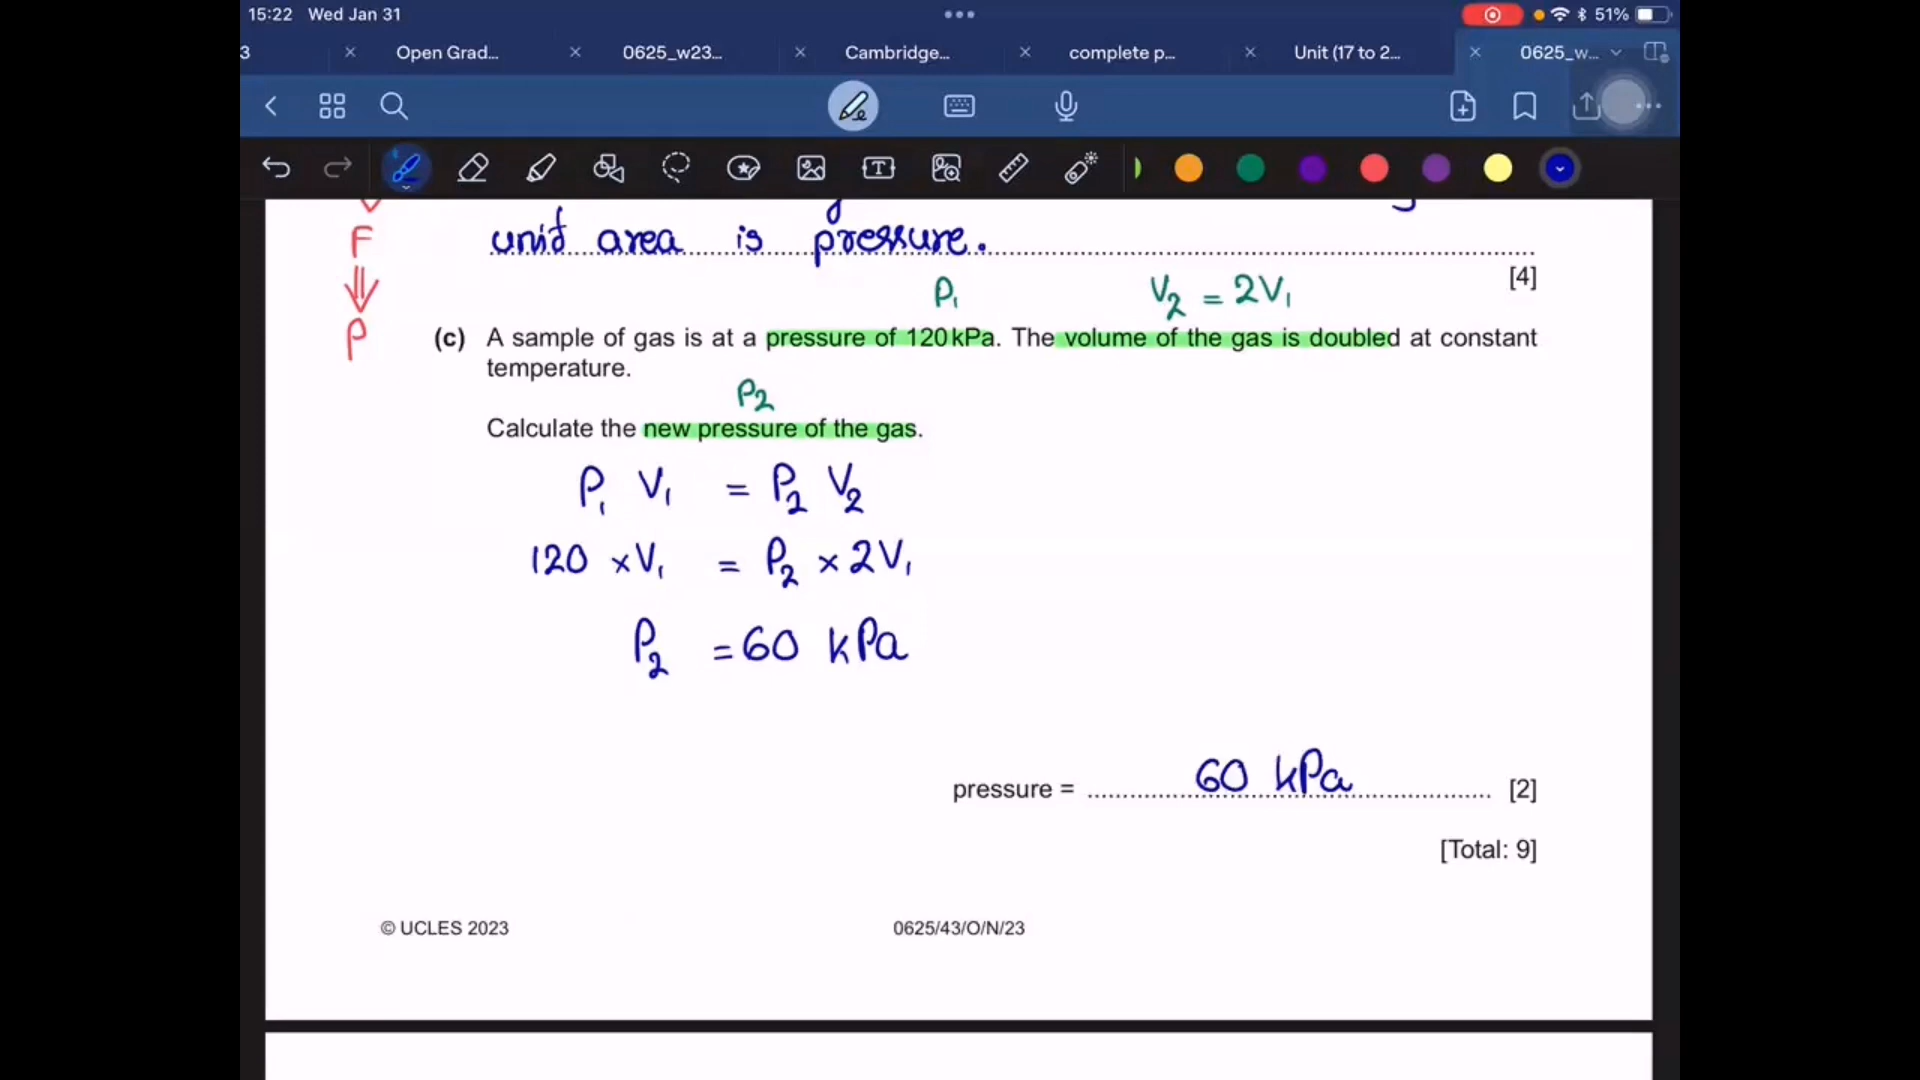 15:22 Wed Jan 31
51%
3
Open Grad...
0625_w23...
Cambridge...
complete p...
Unit (17 to 2...
0625_w...
F
unit area is pressure.
[4]
P
P₁
V₂ = 2V₁
(c) A sample of gas is at a pressure of 120 kPa. The volume of the gas is doubled at constant
temperature.
P₂
Calculate the new pressure of the gas.
P₁ V₁ = P₂ V₂
120 × V₁ = P₂ × 2V₁
P₂ = 60 kPa
pressure = 60 kPa [2]
[Total: 9]
© UCLES 2023
0625/43/O/N/23